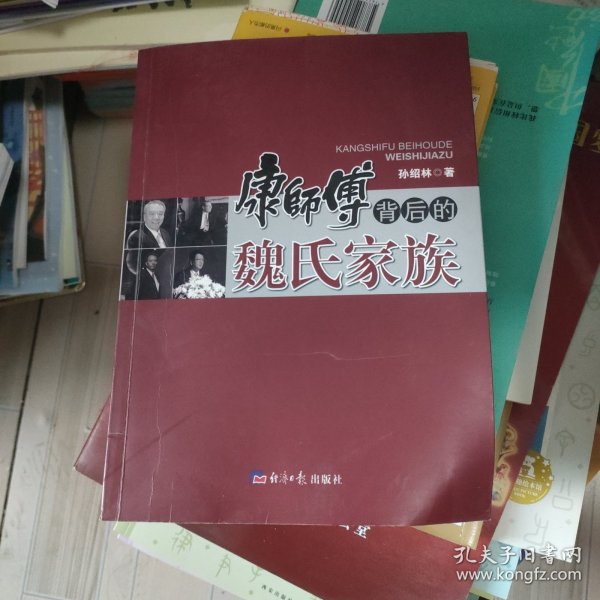 KANGSHIFU BEIHOUDE
WEISHIJIAZU
孙绍林◎著
康師傅背后的
魏氏家族
经济日报出版社
孔夫子旧书网
www.kongfz.com